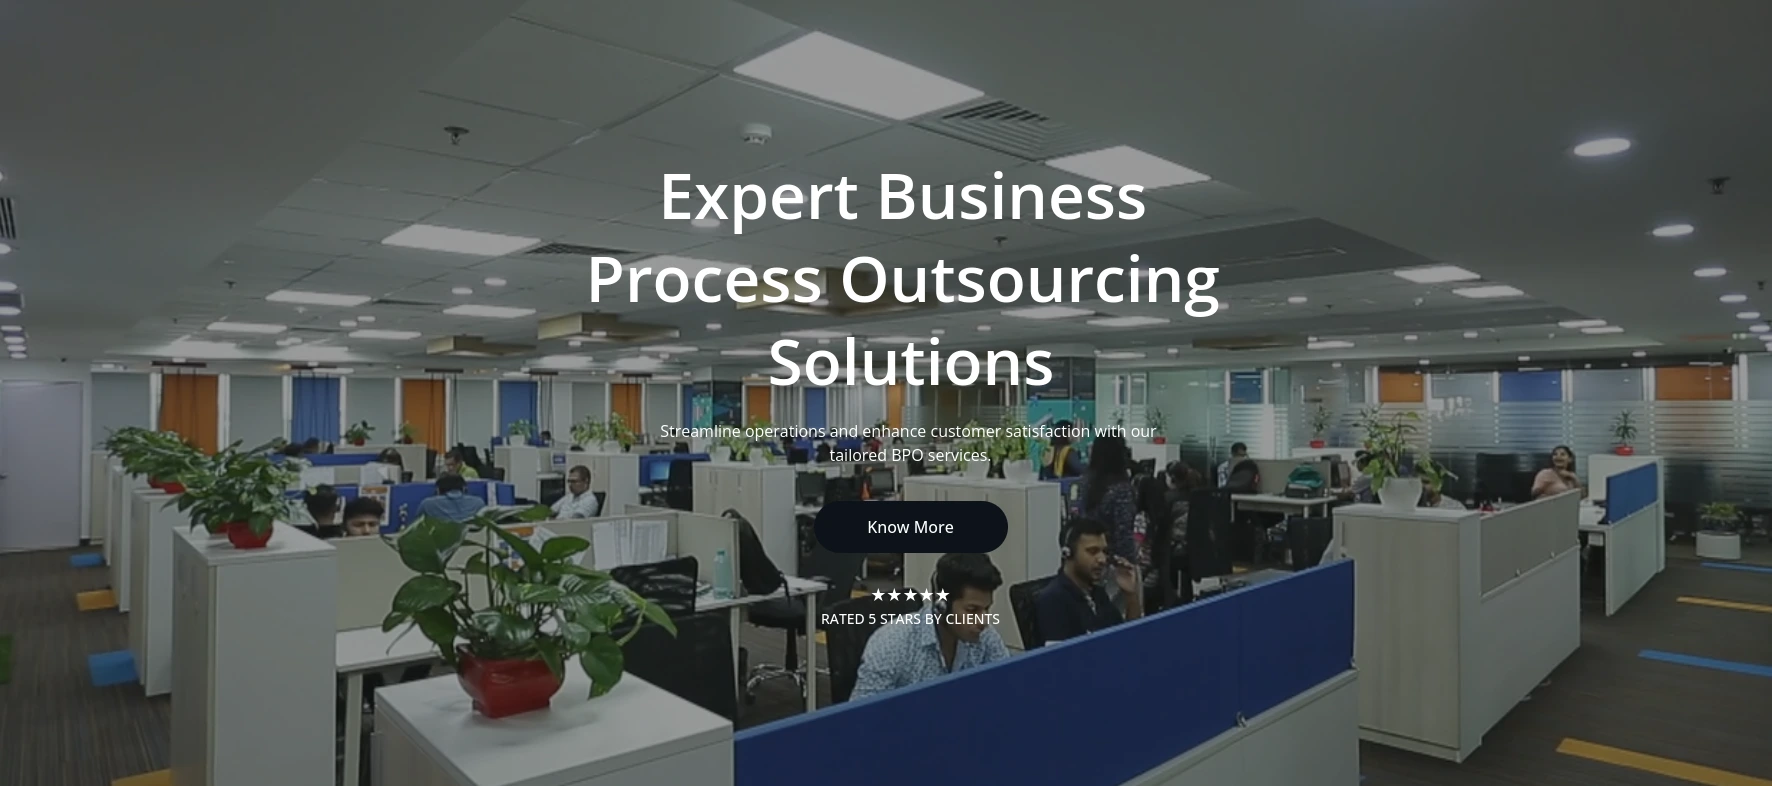 Expert Business
Process Outsourcing
Solutions
Streamline operations and enhance customer satisfaction with our
tailored BPO services.
Know More
★★★★★
RATED 5 STARS BY CLIENTS